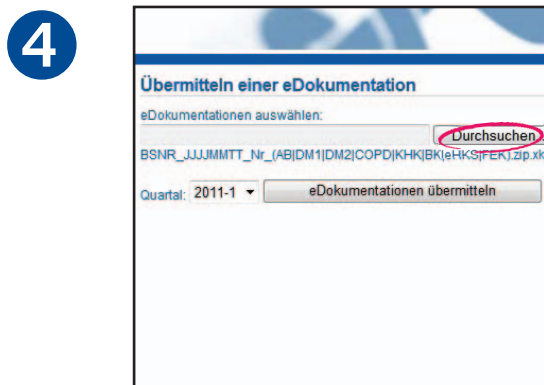 4
Übermitteln einer eDokumentation
eDokumentationen auswählen:
Durchsuchen
BSNR_JJJJMMTT_Nr_(AB|DM1|DM2|COPD|KHK|BK|eHKS|FEK).zip.xk
Quartal: 2011-1 eDokumentationen übermitteln